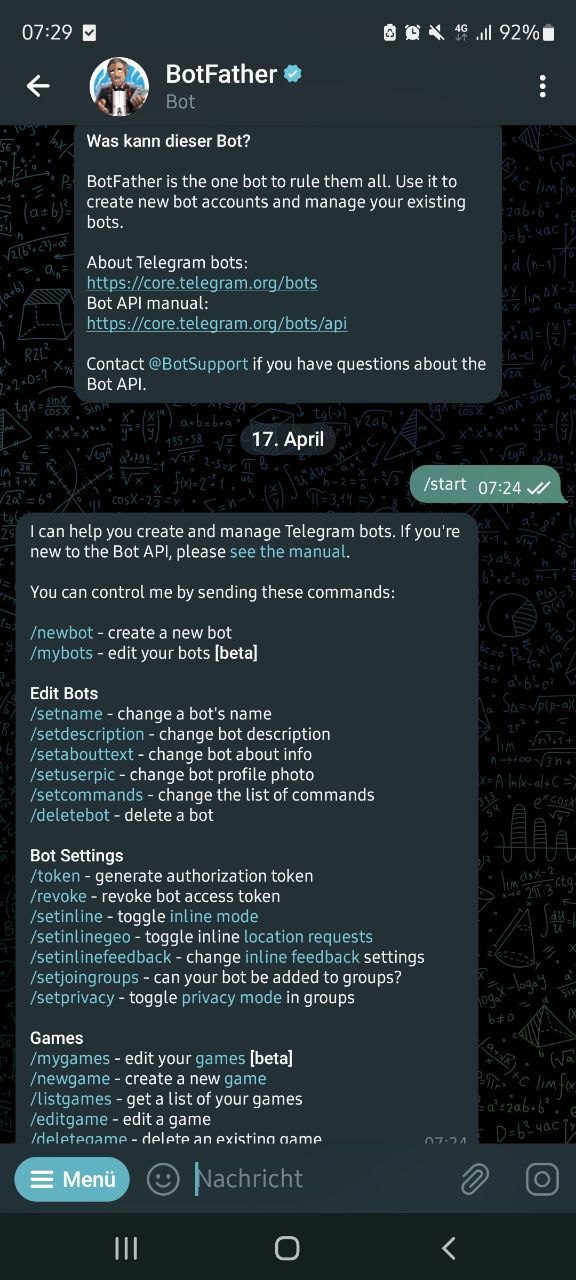 07:29
4G
92%
BotFather
Bot
Was kann dieser Bot?
BotFather is the one bot to rule them all. Use it to
create new bot accounts and manage your existing
bots.
About Telegram bots:
https://core.telegram.org/bots
Bot API manual:
https://core.telegram.org/bots/api
Contact @BotSupport if you have questions about the
Bot API.
17. April
/start 07:24
I can help you create and manage Telegram bots. If you're
new to the Bot API, please see the manual.
You can control me by sending these commands:
/newbot - create a new bot
/mybots - edit your bots [beta]
Edit Bots
/setname - change a bot's name
/setdescription - change bot description
/setabouttext - change bot about info
/setuserpic - change bot profile photo
/setcommands - change the list of commands
/deletebot - delete a bot
Bot Settings
/token - generate authorization token
/revoke - revoke bot access token
/setinline - toggle inline mode
/setinlinegeo - toggle inline location requests
/setinlinefeedback - change inline feedback settings
/setjoingroups - can your bot be added to groups?
/setprivacy - toggle privacy mode in groups
Games
/mygames - edit your games [beta]
/newgame - create a new game
/listgames - get a list of your games
/editgame - edit a game
/deletegame - delete an existing game
07:24
Menü
Nachricht